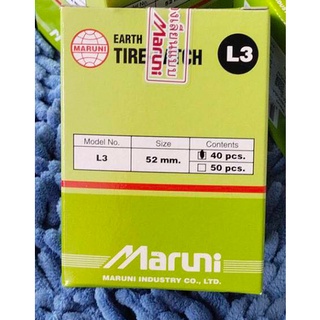 MARUNI
EARTH
TIRE TCH
L3
Maruni
Model No. Size Contents
L3 52 mm. 40 pcs.
50 pcs.
Maruni
MARUNI INDUSTRY CO., LTD.